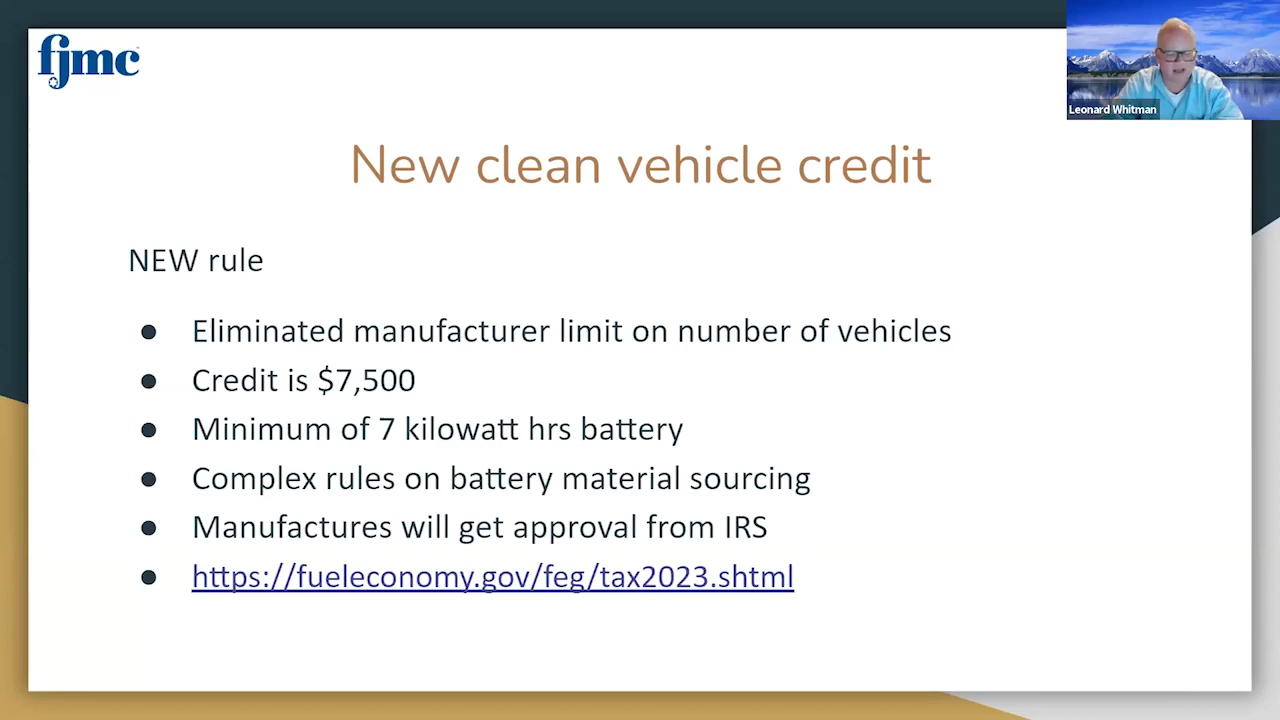 fjmc
Leonard Whitman
New clean vehicle credit
NEW rule
● Eliminated manufacturer limit on number of vehicles
● Credit is $7,500
● Minimum of 7 kilowatt hrs battery
● Complex rules on battery material sourcing
● Manufactures will get approval from IRS
● https://fueleconomy.gov/feg/tax2023.shtml